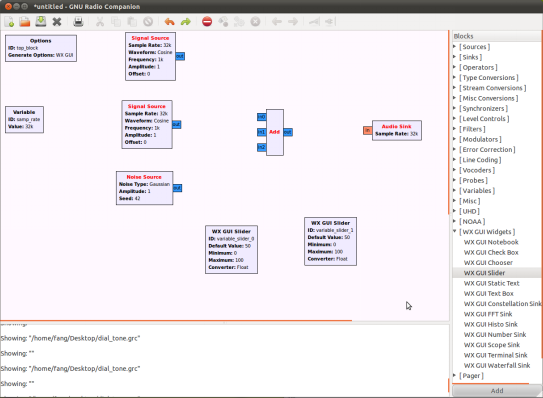 *untitled - GNU Radio Companion
Options
ID: top_block
Generate Options: WX GUI
Signal Source
Sample Rate: 32k
Waveform: Cosine
Frequency: 1k
Amplitude: 1
Offset: 0
out
Variable
ID: samp_rate
Value: 32k
Signal Source
Sample Rate: 32k
Waveform: Cosine
Frequency: 1k
Amplitude: 1
Offset: 0
out
in0
in1
in2
Add
out
in
Audio Sink
Sample Rate: 32k
Noise Source
Noise Type: Gaussian
Amplitude: 1
Seed: 42
out
WX GUI Slider
ID: variable_slider_0
Default Value: 50
Minimum: 0
Maximum: 100
Converter: Float
WX GUI Slider
ID: variable_slider_1
Default Value: 50
Minimum: 0
Maximum: 100
Converter: Float
Showing: "/home/fang/Desktop/dial_tone.grc"
Showing: ""
Showing: "/home/fang/Desktop/dial_tone.grc"
Showing: ""
Blocks
[ Sources ]
[ Sinks ]
[ Operators ]
[ Type Conversions ]
[ Stream Conversions ]
[ Misc Conversions ]
[ Synchronizers ]
[ Level Controls ]
[ Filters ]
[ Modulators ]
[ Error Correction ]
[ Line Coding ]
[ Vocoders ]
[ Probes ]
[ Variables ]
[ Misc ]
[ UHD ]
[ NOAA ]
[ WX GUI Widgets ]
WX GUI Notebook
WX GUI Check Box
WX GUI Chooser
WX GUI Slider
WX GUI Static Text
WX GUI Text Box
WX GUI Constellation Sink
WX GUI FFT Sink
WX GUI Histo Sink
WX GUI Number Sink
WX GUI Scope Sink
WX GUI Terminal Sink
WX GUI Waterfall Sink
[ Pager ]
Add